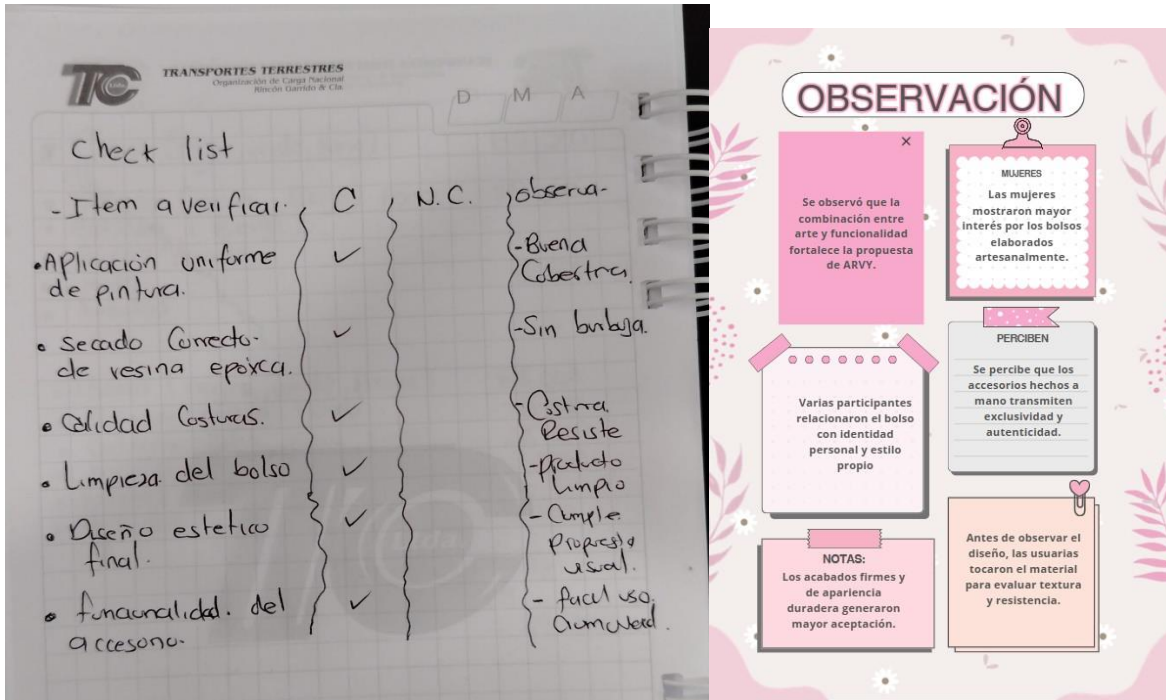 TC
TRANSPORTES TERRESTRES
Organización de Carga Nacional
Rincón Garrido & Cia.
D M A
Check list
- Item a verificar. C N.C. observa-
• Aplicación uniforme ✓ - Buena
de pintura. Cobertra.
• secado Correcto. ✓ - Sin burbuja.
de resina epoxica.
• Calidad Costuras. ✓ - Costura
Resiste
• Limpieza del bolso ✓ - producto
limpio
• Diseño estetico ✓ - Cumple
final. propuesta
usual.
• funcionalidad. del ✓ - facil uso.
accesorio.
OBSERVACIÓN
Se observó que la
combinación entre
arte y funcionalidad
fortalece la propuesta
de ARVY.
MUJERES
Las mujeres
mostraron mayor
interés por los bolsos
elaborados
artesanalmente.
Varias participantes
relacionaron el bolso
con identidad
personal y estilo
propio
PERCIBEN
Se percibe que los
accesorios hechos a
mano transmiten
exclusividad y
autenticidad.
NOTAS:
Los acabados firmes y
de apariencia
duradera generaron
mayor aceptación.
Antes de observar el
diseño, las usuarias
tocaron el material
para evaluar textura
y resistencia.